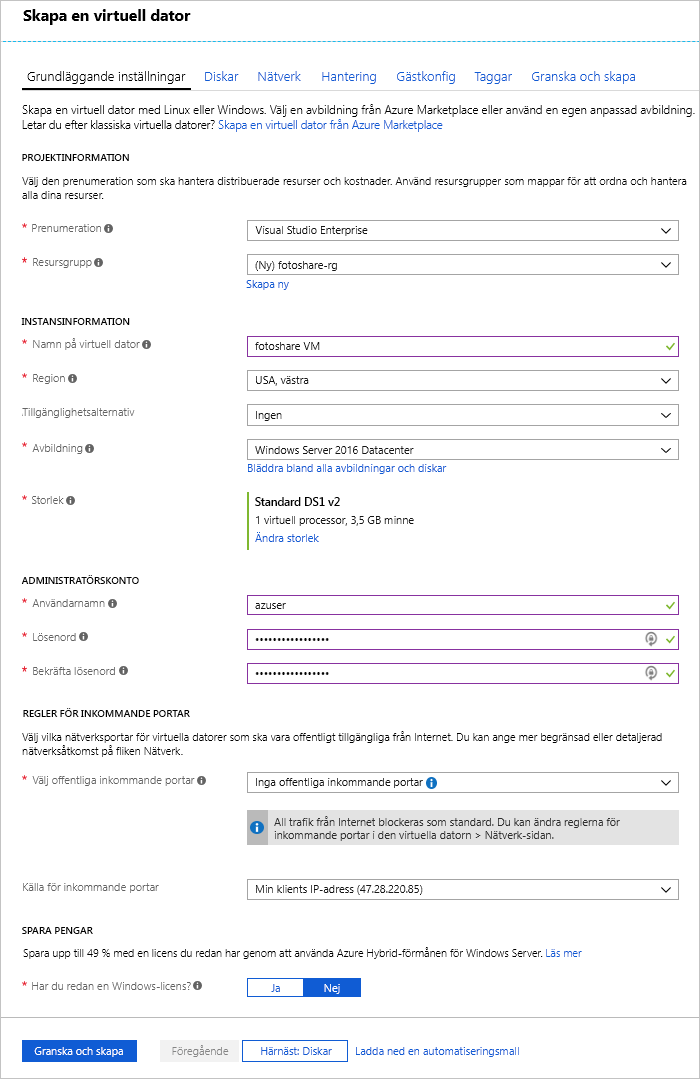 Skapa en virtuell dator
Grundläggande inställningar Diskar Nätverk Hantering Gästkonfig Taggar Granska och skapa
Skapa en virtuell dator med Linux eller Windows. Välj en avbildning från Azure Marketplace eller använd en egen anpassad avbildning.
Letar du efter klassiska virtuella datorer? Skapa en virtuell dator från Azure Marketplace
PROJEKTINFORMATION
Välj den prenumeration som ska hantera distribuerade resurser och kostnader. Använd resursgrupper som mappar för att ordna och hantera
alla dina resurser.
* Prenumeration Visual Studio Enterprise
* Resursgrupp (Ny) fotoshare-rg
Skapa ny
INSTANSINFORMATION
* Namn på virtuell dator fotoshare VM
* Region USA, västra
Tillgänglighetsalternativ Ingen
* Avbildning Windows Server 2016 Datacenter
Bläddra bland alla avbildningar och diskar
* Storlek Standard DS1 v2
1 virtuell processor, 3,5 GB minne
Ändra storlek
ADMINISTRATÖRSKONTO
* Användarnamn azuser
* Lösenord •••••••••••••••••
* Bekräfta lösenord •••••••••••••••••
REGLER FÖR INKOMMANDE PORTAR
Välj vilka nätverksportar för virtuella datorer som ska vara offentligt tillgängliga från Internet. Du kan ange mer begränsad eller detaljerad
nätverksåtkomst på fliken Nätverk.
* Välj offentliga inkommande portar Inga offentliga inkommande portar
All trafik från Internet blockeras som standard. Du kan ändra reglerna för
inkommande portar i den virtuella datorn > Nätverk-sidan.
Källa för inkommande portar Min klients IP-adress (47.28.220.85)
SPARA PENGAR
Spara upp till 49 % med en licens du redan har genom att använda Azure Hybrid-förmånen för Windows Server. Läs mer
* Har du redan en Windows-licens? Ja Nej
Granska och skapa Föregående Härnäst: Diskar Ladda ned en automatiseringsmall